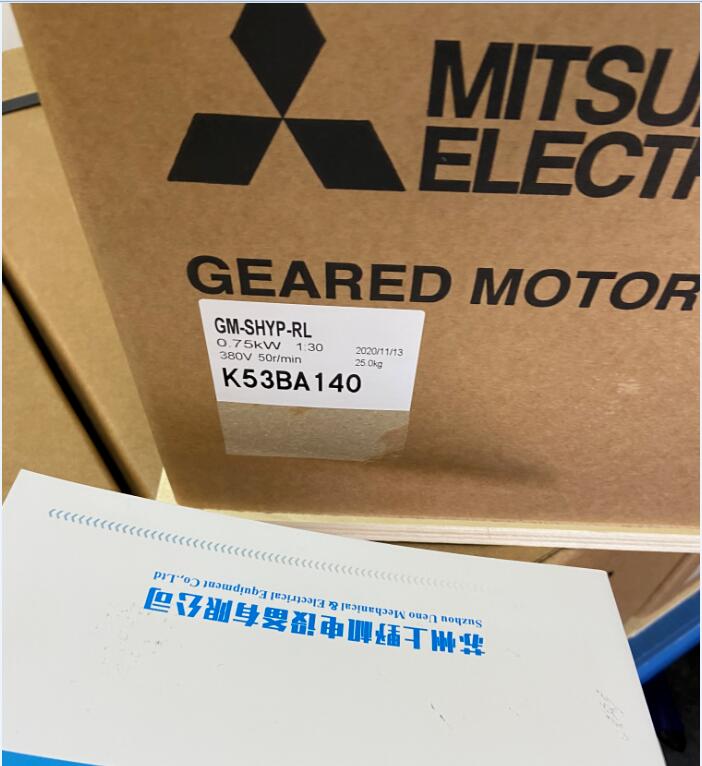 MITSU
ELECTR
GEARED MOTOR
GM-SHYP-RL
0.75kW 1:30 2020/11/13
380V 50r/min 25.0kg
K53BA140
苏州上野机电设备有限公司
Suzhou Ueno Mechanical & Electrical Equipment Co.,Ltd